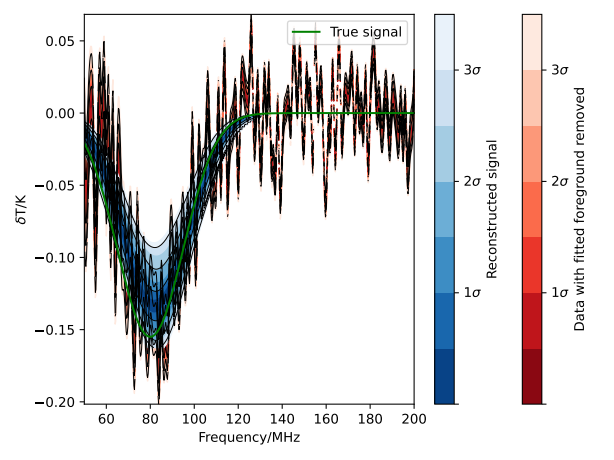 True signal
0.05
0.00
−0.05
−0.10
−0.15
−0.20
δT/K
60 80 100 120 140 160 180 200
Frequency/MHz
3σ
2σ
1σ
Reconstructed signal
3σ
2σ
1σ
Data with fitted foreground removed